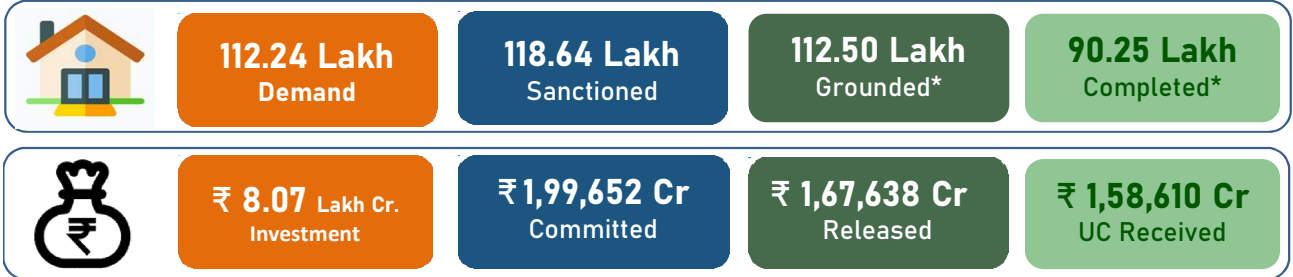 112.24 Lakh
Demand
118.64 Lakh
Sanctioned
112.50 Lakh
Grounded*
90.25 Lakh
Completed*
₹
₹ 8.07 Lakh Cr.
Investment
₹ 1,99,652 Cr
Committed
₹ 1,67,638 Cr
Released
₹ 1,58,610 Cr
UC Received